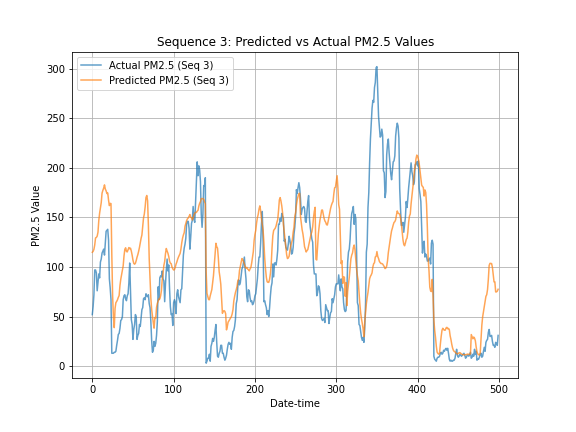 Sequence 3: Predicted vs Actual PM2.5 Values
Actual PM2.5 (Seq 3)
Predicted PM2.5 (Seq 3)
PM2.5 Value
300
250
200
150
100
50
0
0 100 200 300 400 500
Date-time